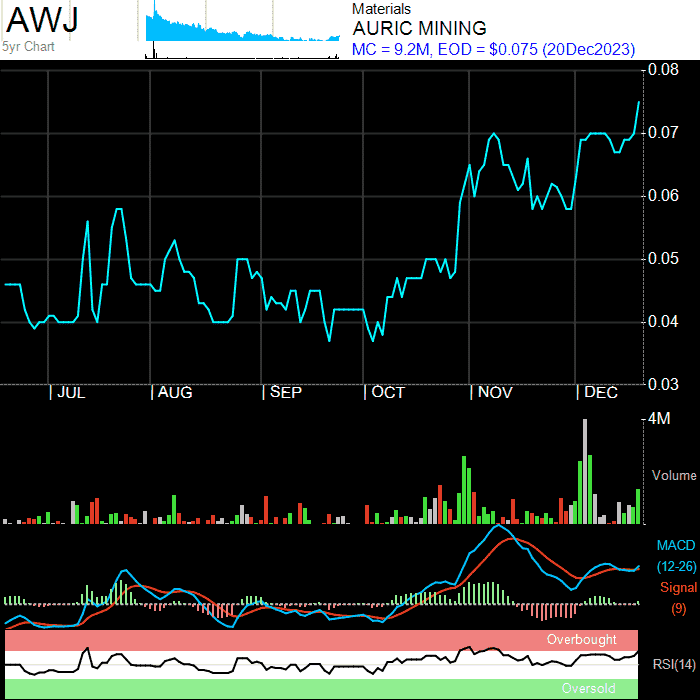 AWJ
5yr Chart
Materials
AURIC MINING
MC = 9.2M, EOD = $0.075 (20Dec2023)
0.08
0.07
0.06
0.05
0.04
0.03
| JUL | AUG | SEP | OCT | NOV | DEC
4M
Volume
MACD
(12-26)
Signal
(9)
Overbought
RSI(14)
Oversold